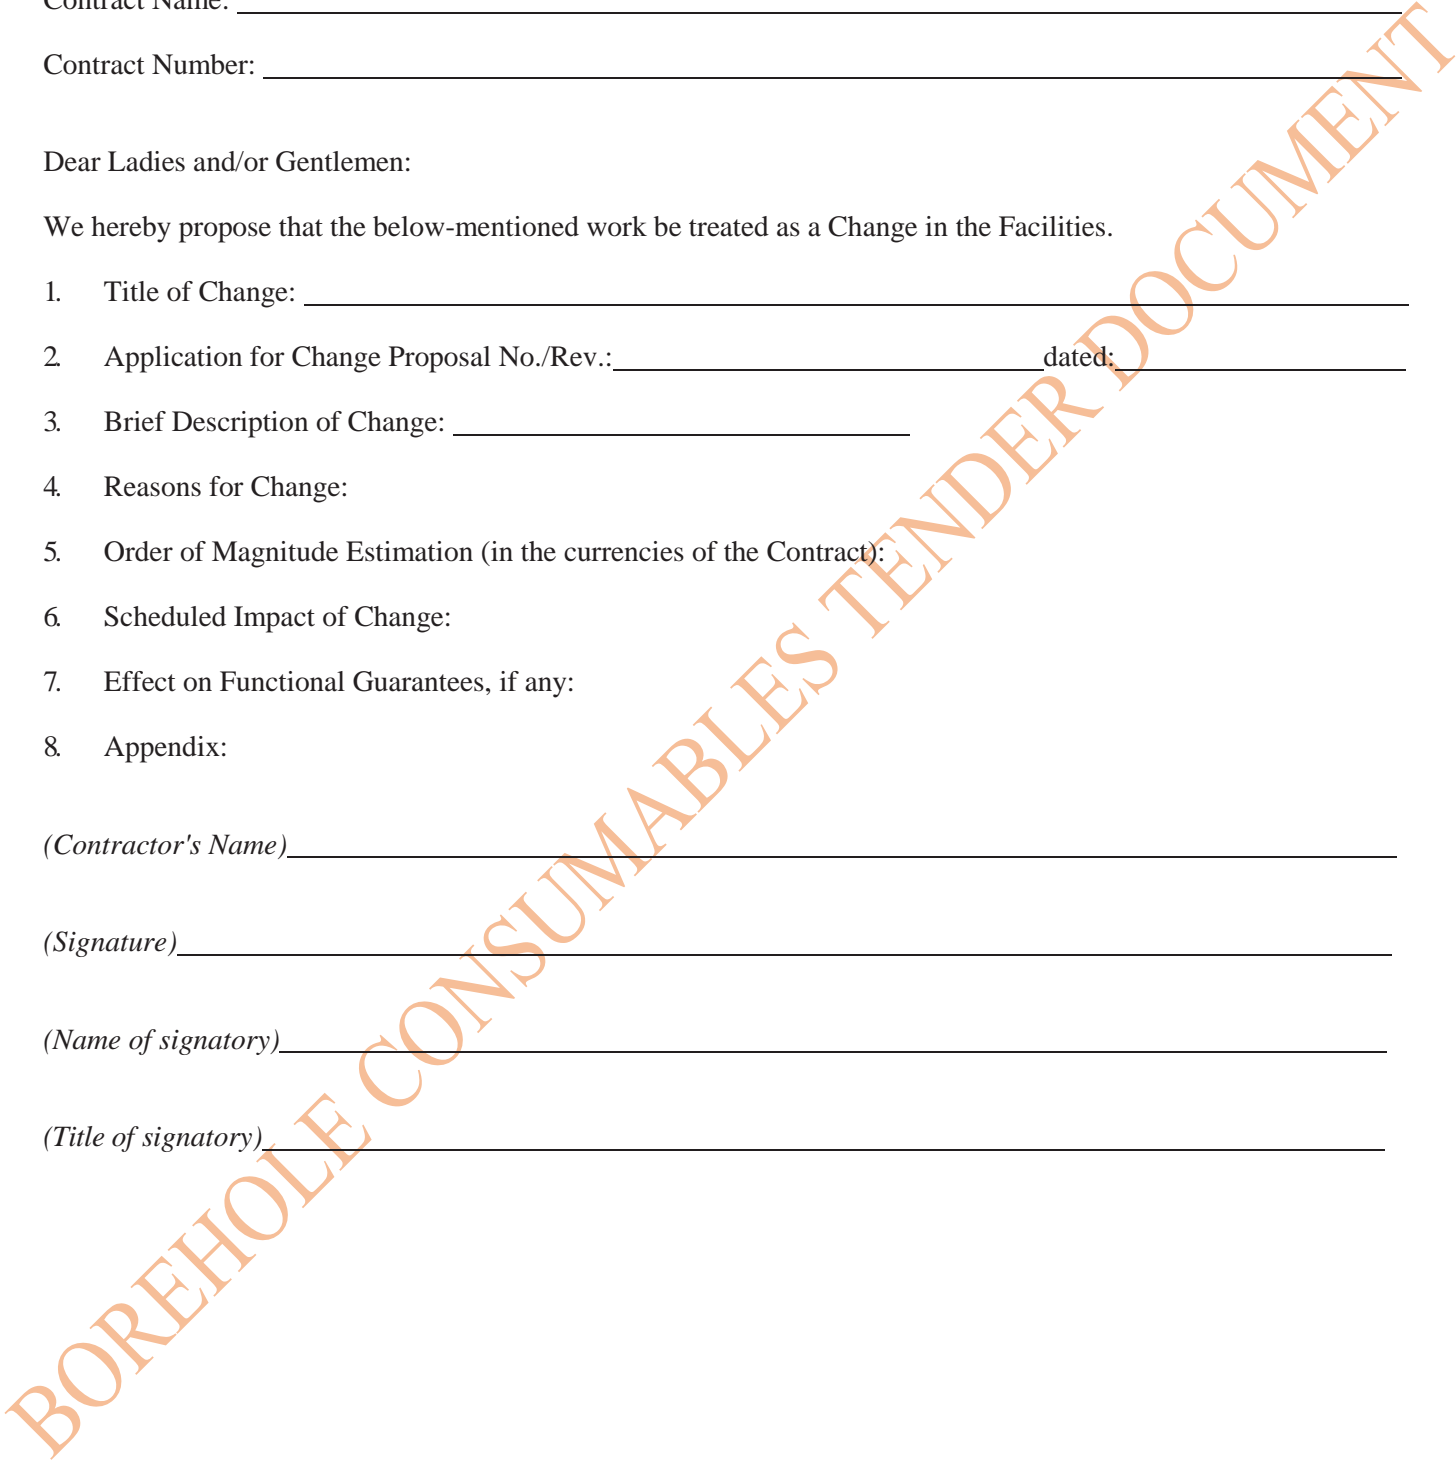 Contract Name:
Contract Number:
Dear Ladies and/or Gentlemen:
We hereby propose that the below-mentioned work be treated as a Change in the Facilities.
1. Title of Change:
2. Application for Change Proposal No./Rev.: dated:
3. Brief Description of Change:
4. Reasons for Change:
5. Order of Magnitude Estimation (in the currencies of the Contract):
6. Scheduled Impact of Change:
7. Effect on Functional Guarantees, if any:
8. Appendix:
(Contractor's Name)
(Signature)
(Name of signatory)
(Title of signatory)
BOREHOLE CONSUMABLES TENDER DOCUMENT